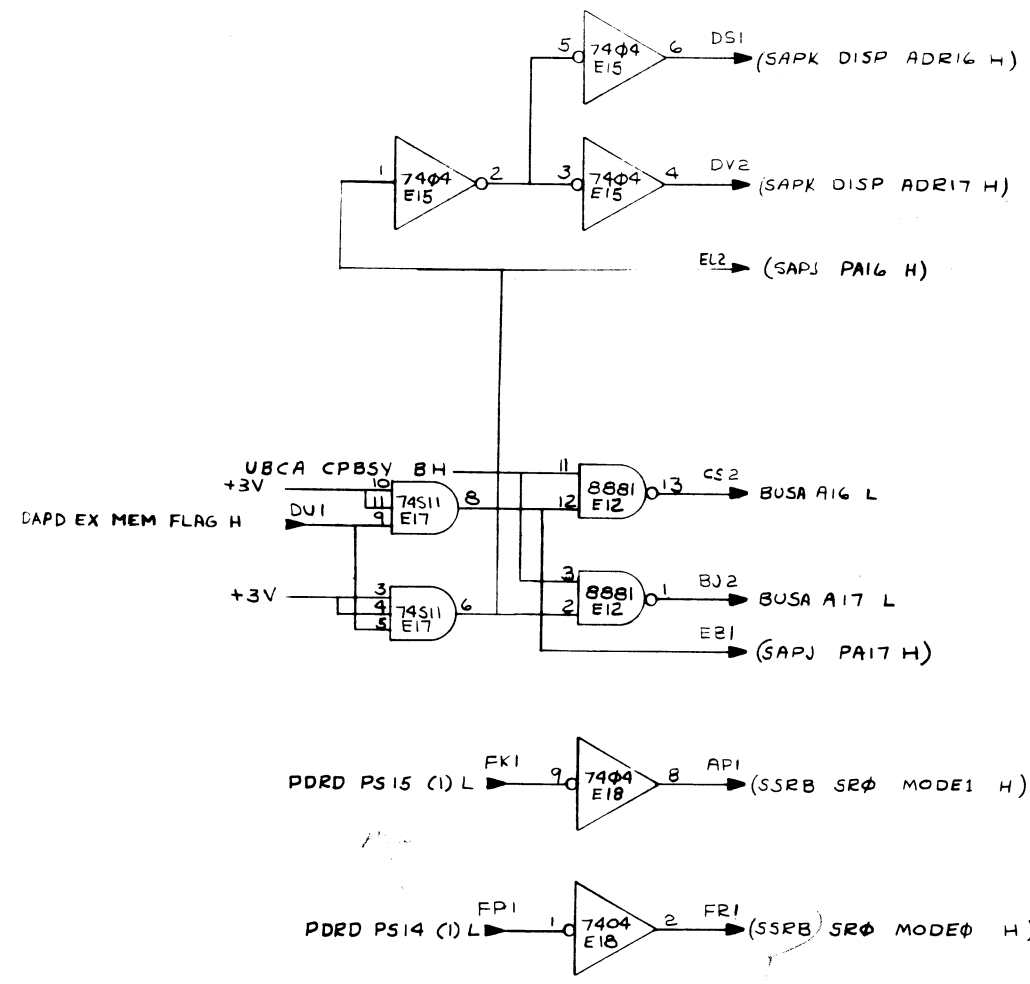 5 74Φ4 E15 6 DS1 (SAPK DISP ADR16 H)
1 74Φ4 E15 2
3 74Φ4 E15 4 DV2 (SAPK DISP ADR17 H)
EL2 (SAPJ PA16 H)
UBCA CPBSY BH
+3V 10 11
DAPD EX MEM FLAG H DU1 9
74S11 E17 8
11 12 8881 E12 13 CS2 BUSA A16 L
+3V 3 4 5
74S11 E17 6
3 2 8881 E12 1 BJ2 BUSA A17 L
EB1 (SAPJ PA17 H)
PDRD PS15 (1) L FK1 9 74Φ4 E18 8 AP1 (SSRB SRΦ MODE1 H)
PDRD PS14 (1) L FP1 1 7404 E18 2 FR1 (SSRB) SRΦ MODEΦ H)